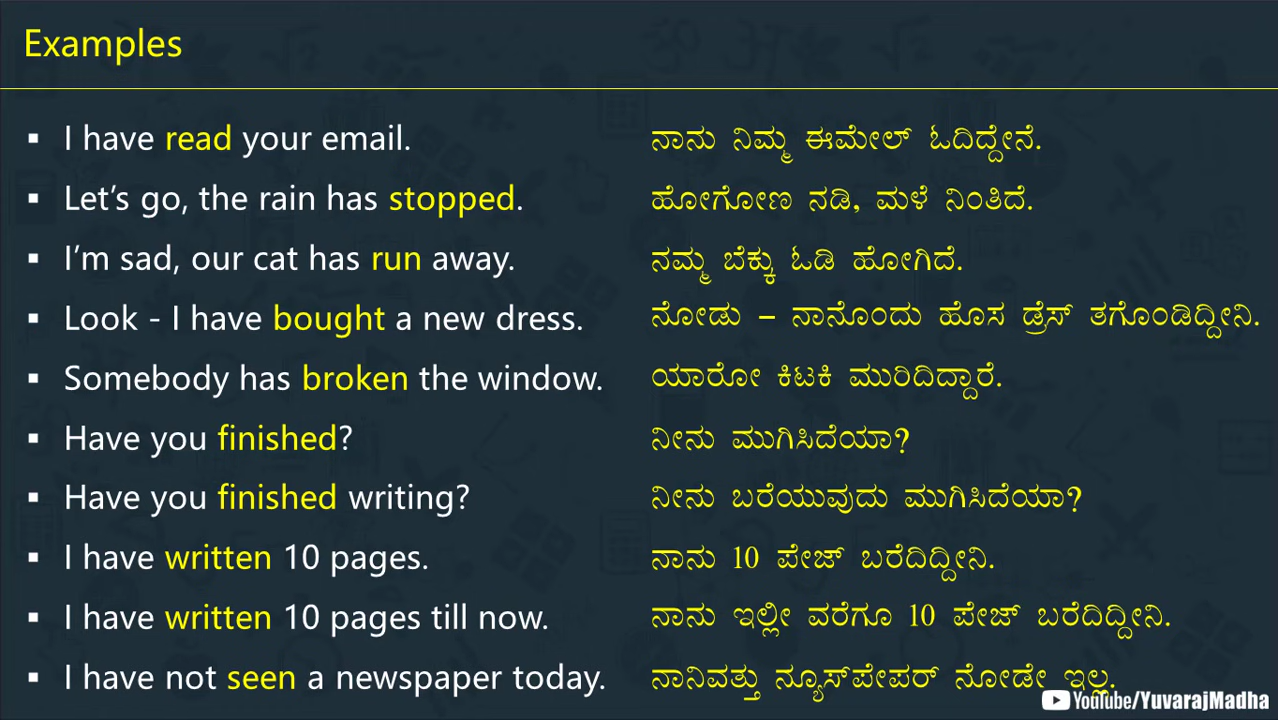 Examples
▪ I have read your email. ನಾನು ನಿಮ್ಮ ಈಮೇಲ್ ಓದಿದ್ದೇನೆ.
▪ Let’s go, the rain has stopped. ಹೋಗೋಣ ನಡಿ, ಮಳೆ ನಿಂತಿದೆ.
▪ I’m sad, our cat has run away. ನಮ್ಮ ಬೆಕ್ಕು ಓಡಿ ಹೋಗಿದೆ.
▪ Look - I have bought a new dress. ನೋಡು – ನಾನೊಂದು ಹೊಸ ಡ್ರೆಸ್ ತಗೊಂಡಿದ್ದೀನಿ.
▪ Somebody has broken the window. ಯಾರೋ ಕಿಟಕಿ ಮುರಿದಿದ್ದಾರೆ.
▪ Have you finished? ನೀನು ಮುಗಿಸಿದೆಯಾ?
▪ Have you finished writing? ನೀನು ಬರೆಯುವುದು ಮುಗಿಸಿದೆಯಾ?
▪ I have written 10 pages. ನಾನು 10 ಪೇಜ್ ಬರೆದಿದ್ದೀನಿ.
▪ I have written 10 pages till now. ನಾನು ಇಲ್ಲೀ ವರೆಗೂ 10 ಪೇಜ್ ಬರೆದಿದ್ದೀನಿ.
▪ I have not seen a newspaper today. ನಾನಿವತ್ತು ನ್ಯೂಸ್‌ಪೇಪರ್ ನೋಡೇ ಇಲ್ಲ.
YouTube/YuvarajMadha